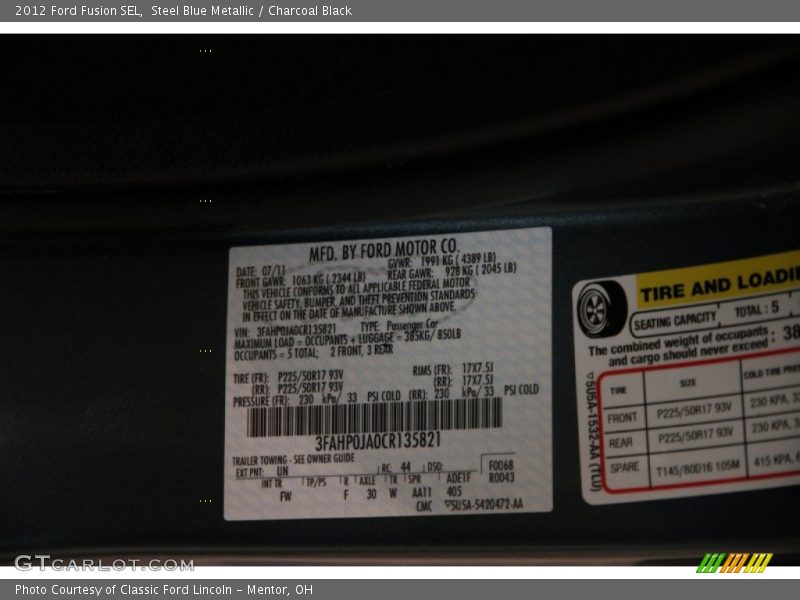 2012 Ford Fusion SEL, Steel Blue Metallic / Charcoal Black
MFD. BY FORD MOTOR CO.
DATE: 07/11 GVWR: 1991 KG ( 4389 LB)
FRONT GAWR: 1063 KG ( 2344 LB) REAR GAWR: 928 KG ( 2045 LB)
THIS VEHICLE CONFORMS TO ALL APPLICABLE FEDERAL MOTOR
VEHICLE SAFETY, BUMPER, AND THEFT PREVENTION STANDARDS
IN EFFECT ON THE DATE OF MANUFACTURE SHOWN ABOVE.
VIN: 3FAHP0JA0CR135821 TYPE: Passenger Car
MAXIMUM LOAD = OCCUPANTS + LUGGAGE = 385KG/ 850LB
OCCUPANTS = 5 TOTAL; 2 FRONT, 3 REAR
TIRE (FR): P225/50R17 93V RIMS (FR): 17X7.5J
(RR): P225/50R17 93V (RR): 17X7.5J
PRESSURE (FR): 230 kPa/ 33 PSI COLD (RR): 230 kPa/ 33 PSI COLD
3FAHP0JA0CR135821
TRAILER TOWING - SEE OWNER GUIDE
EXT PNT: UN RC: 44 DSO: F0068
R0043
INT TR TP/PS R AXLE TR SPR ADE1F
FW F 30 W AA11 405
CMC 5U5A-5420472-AA
TIRE AND LOADI
SEATING CAPACITY TOTAL : 5
The combined weight of occupants
and cargo should never exceed : 38
TIRE SIZE COLD TIRE PRES
FRONT P225/50R17 93V 230 KPA, 3
REAR P225/50R17 93V 230 KPA, 3
SPARE T145/80D16 105M 415 KPA, 6
5U5A-1532-AA (1LU)
GTCARLOT.COM
Photo Courtesy of Classic Ford Lincoln - Mentor, OH